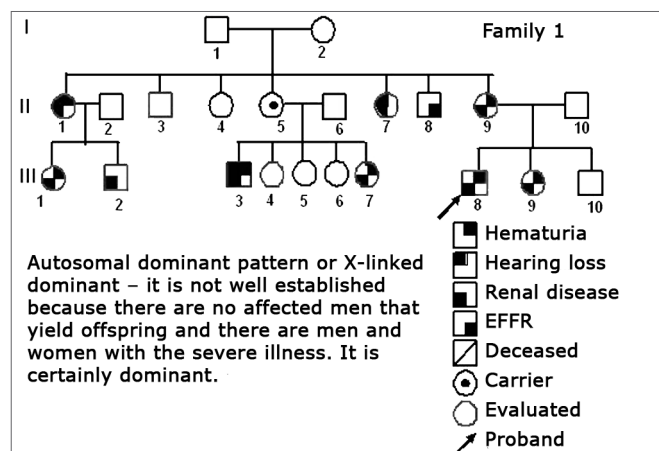 I
Family 1
1
2
II
1 2 3 4 5 6 7 8 9 10
III
1 2 3 4 5 6 7 8 9 10
Hematuria
Hearing loss
Renal disease
EFFR
Deceased
Carrier
Evaluated
Proband
Autosomal dominant pattern or X-linked
dominant – it is not well established
because there are no affected men that
yield offspring and there are men and
women with the severe illness. It is
certainly dominant.